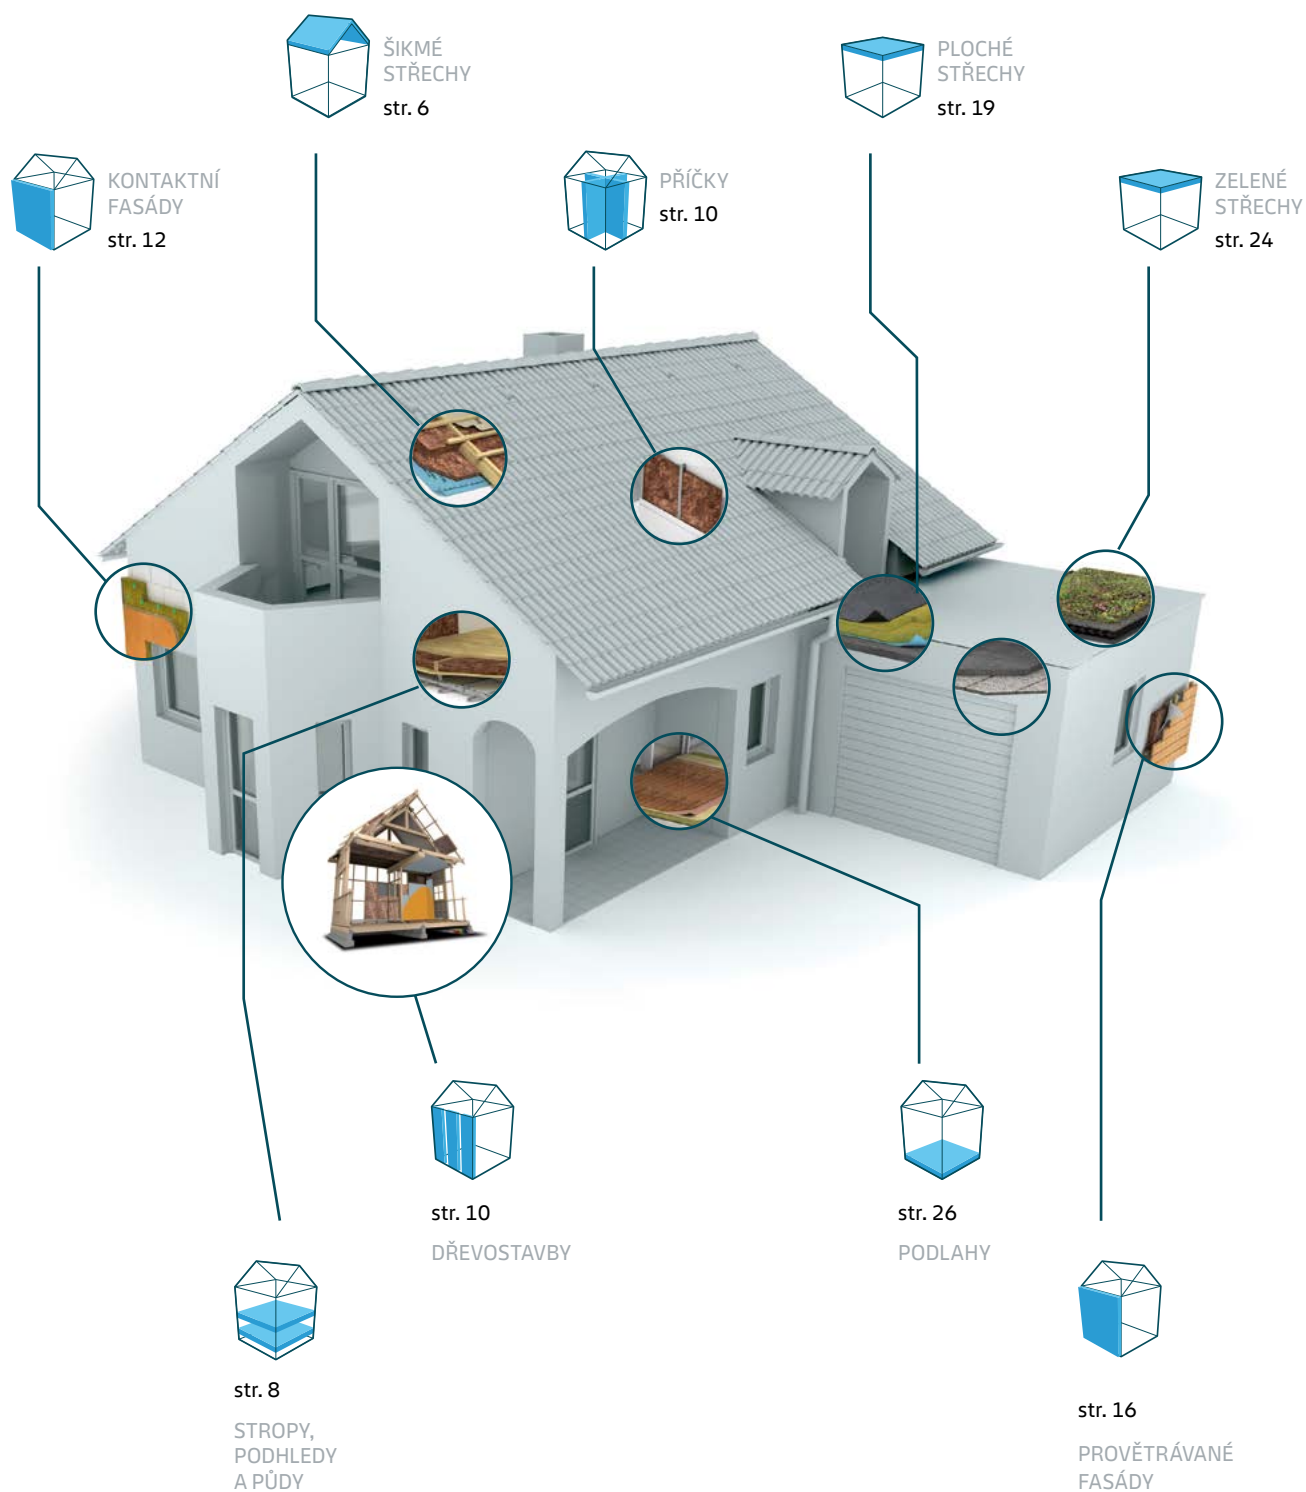 ŠIKMÉ
STŘECHY
str. 6
PLOCHÉ
STŘECHY
str. 19
KONTAKTNÍ
FASÁDY
str. 12
PŘÍČKY
str. 10
ZELENÉ
STŘECHY
str. 24
str. 10
DŘEVOSTAVBY
str. 26
PODLAHY
str. 8
STROPY,
PODHLEDY
A PŮDY
str. 16
PROVĚTRÁVANÉ
FASÁDY